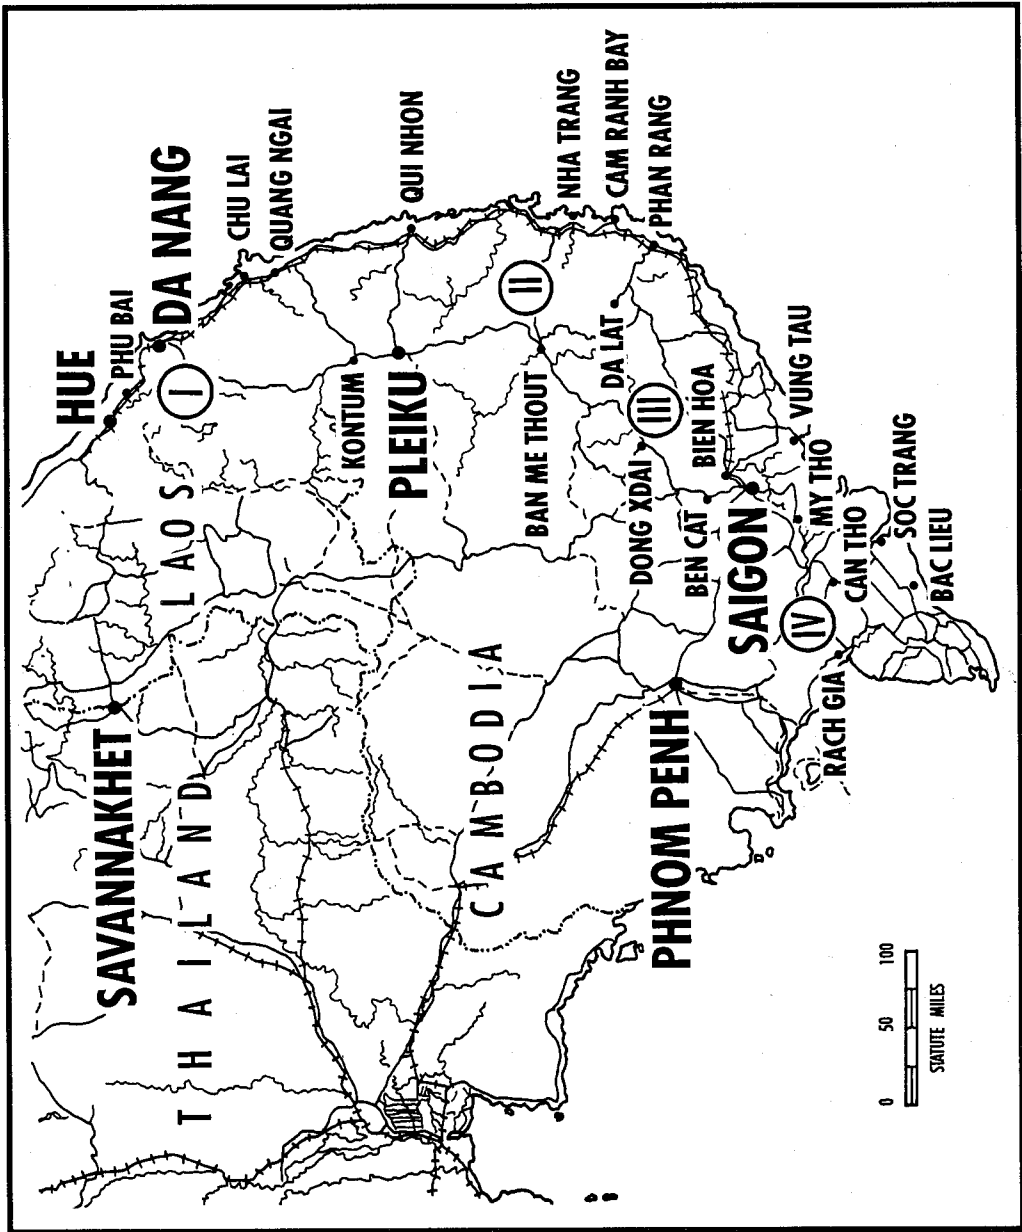 HUE
PHU BAI
DA NANG
I
CHU LAI
QUANG NGAI
SAVANNAKHET
LAOS
THAILAND
KONTUM
PLEIKU
QUI NHON
II
BAN ME THOUT
CAMBODIA
NHA TRANG
CAM RANH BAY
PHAN RANG
DA LAT
III
DONG XDAI
BIEN HOA
BEN CAT
SAIGON
PHNOM PENH
VUNG TAU
MY THO
IV
CAN THO
SOC TRANG
BAC LIEU
RACH GIA
0 50 100
STATUTE MILES